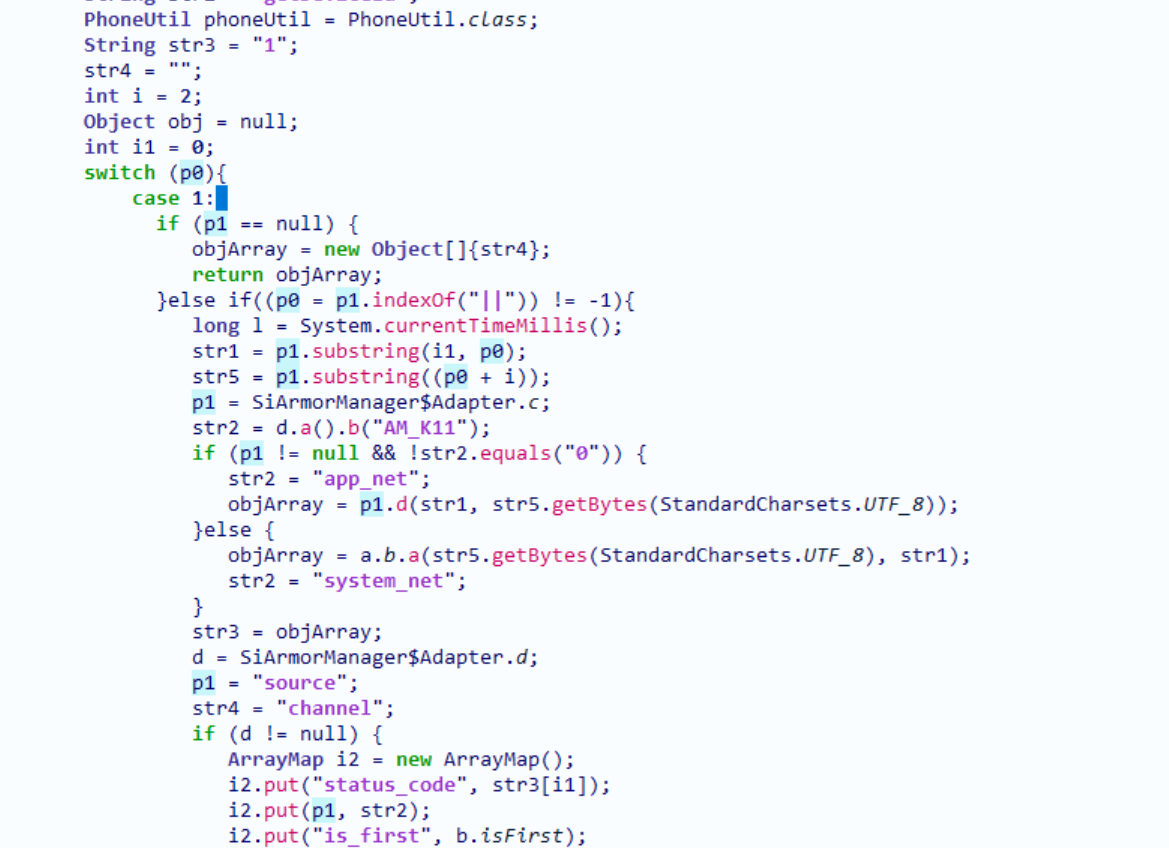 PhoneUtil phoneUtil = PhoneUtil.class;
String str3 = "1";
str4 = "";
int i = 2;
Object obj = null;
int i1 = 0;
switch (p0){
case 1:
if (p1 == null) {
objArray = new Object[]{str4};
return objArray;
}else if((p0 = p1.indexOf("||")) != -1){
long l = System.currentTimeMillis();
str1 = p1.substring(i1, p0);
str5 = p1.substring((p0 + i));
p1 = SiArmorManager$Adapter.c;
str2 = d.a().b("AM_K11");
if (p1 != null && !str2.equals("0")) {
str2 = "app_net";
objArray = p1.d(str1, str5.getBytes(StandardCharsets.UTF_8));
}else {
objArray = a.b.a(str5.getBytes(StandardCharsets.UTF_8), str1);
str2 = "system_net";
}
str3 = objArray;
d = SiArmorManager$Adapter.d;
p1 = "source";
str4 = "channel";
if (d != null) {
ArrayMap i2 = new ArrayMap();
i2.put("status_code", str3[i1]);
i2.put(p1, str2);
i2.put("is_first", b.isFirst);